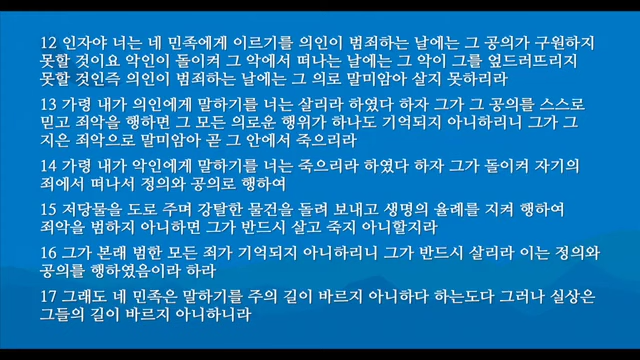 12 인자야 너는 네 민족에게 이르기를 의인이 범죄하는 날에는 그 공의가 구원하지
못할 것이요 악인이 돌이켜 그 악에서 떠나는 날에는 그 악이 그를 엎드러뜨리지
못할 것인즉 의인이 범죄하는 날에는 그 의로 말미암아 살지 못하리라
13 가령 내가 의인에게 말하기를 너는 살리라 하였다 하자 그가 그 공의를 스스로
믿고 죄악을 행하면 그 모든 의로운 행위가 하나도 기억되지 아니하리니 그가 그
지은 죄악으로 말미암아 곧 그 안에서 죽으리라
14 가령 내가 악인에게 말하기를 너는 죽으리라 하였다 하자 그가 돌이켜 자기의
죄에서 떠나서 정의와 공의로 행하여
15 저당물을 도로 주며 강탈한 물건을 돌려 보내고 생명의 율례를 지켜 행하여
죄악을 범하지 아니하면 그가 반드시 살고 죽지 아니할지라
16 그가 본래 범한 모든 죄가 기억되지 아니하리니 그가 반드시 살리라 이는 정의와
공의를 행하였음이라 하라
17 그래도 네 민족은 말하기를 주의 길이 바르지 아니하다 하는도다 그러나 실상은
그들의 길이 바르지 아니하니라